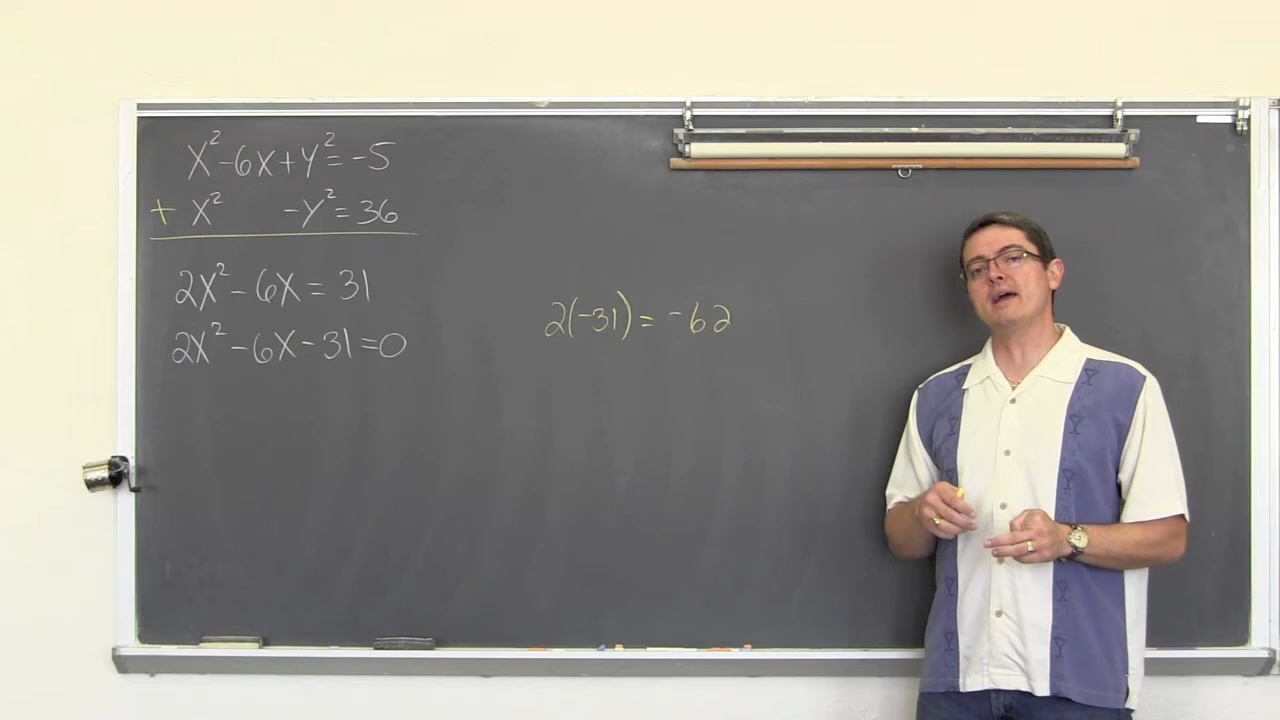 X²-6X+Y²=-5
+ X² -Y²=36
2X²-6X=31
2X²-6X-31=0
2(-31)=-62